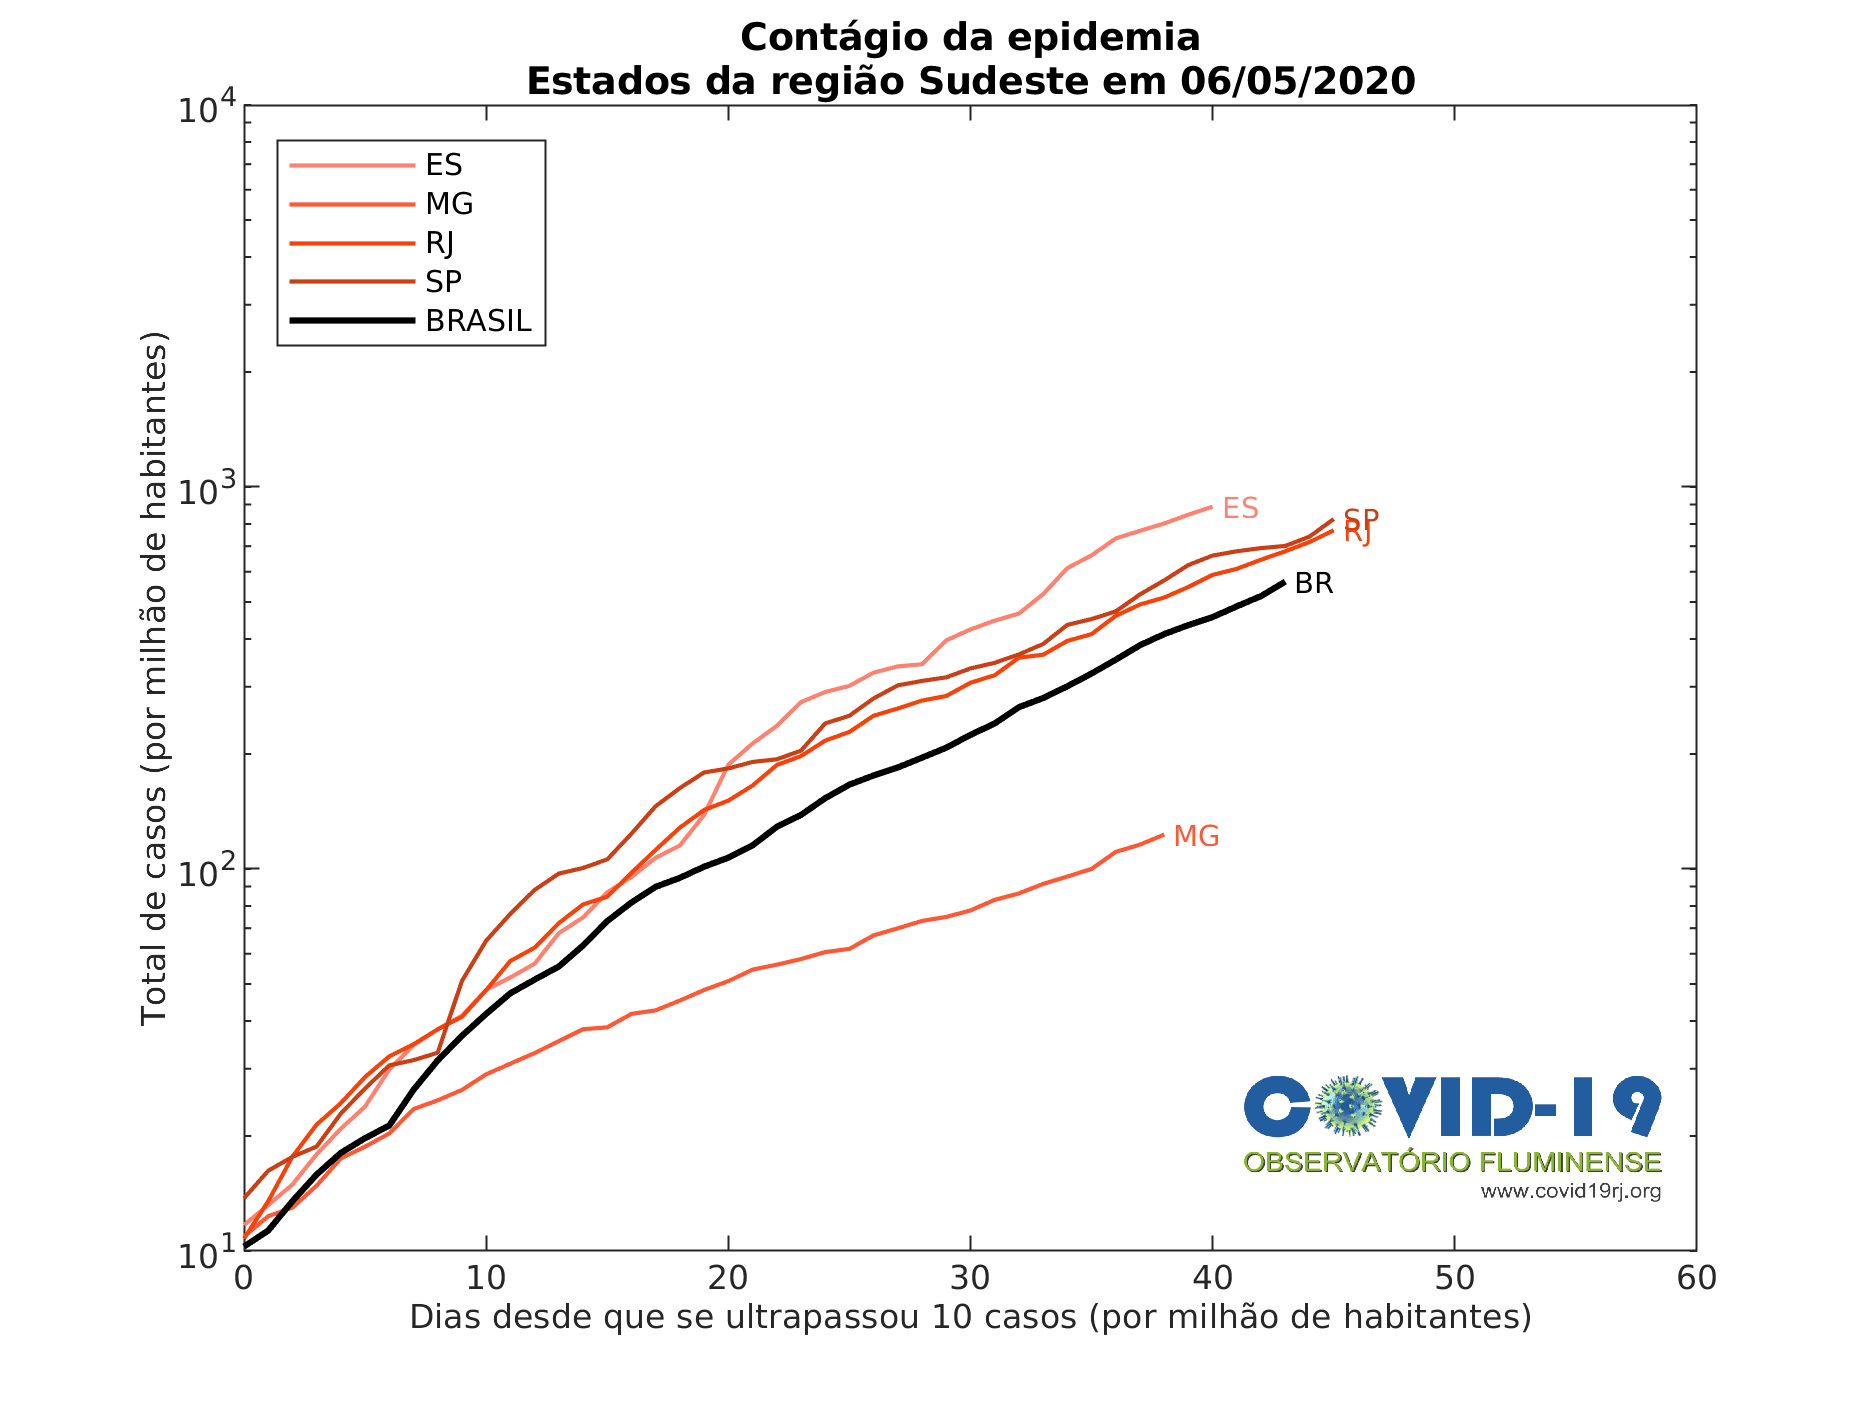 Contágio da epidemia
Estados da região Sudeste em 06/05/2020
10^4
10^3
10^2
10^1
Total de casos (por milhão de habitantes)
ES
MG
RJ
SP
BRASIL
ES
SP
RJ
BR
MG
COVID-19
OBSERVATÓRIO FLUMINENSE
www.covid19rj.org
0 10 20 30 40 50 60
Dias desde que se ultrapassou 10 casos (por milhão de habitantes)